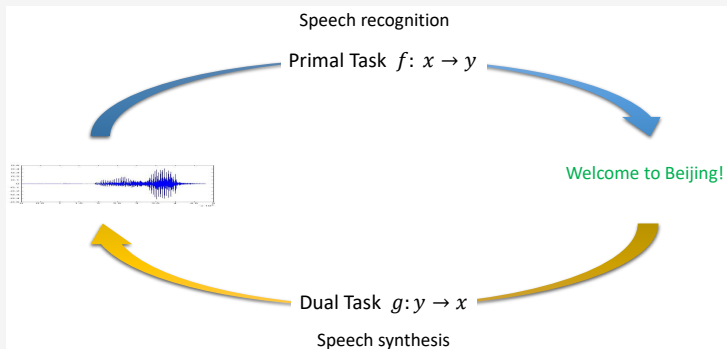 Speech recognition
Primal Task f: x → y
Welcome to Beijing!
Dual Task g: y → x
Speech synthesis